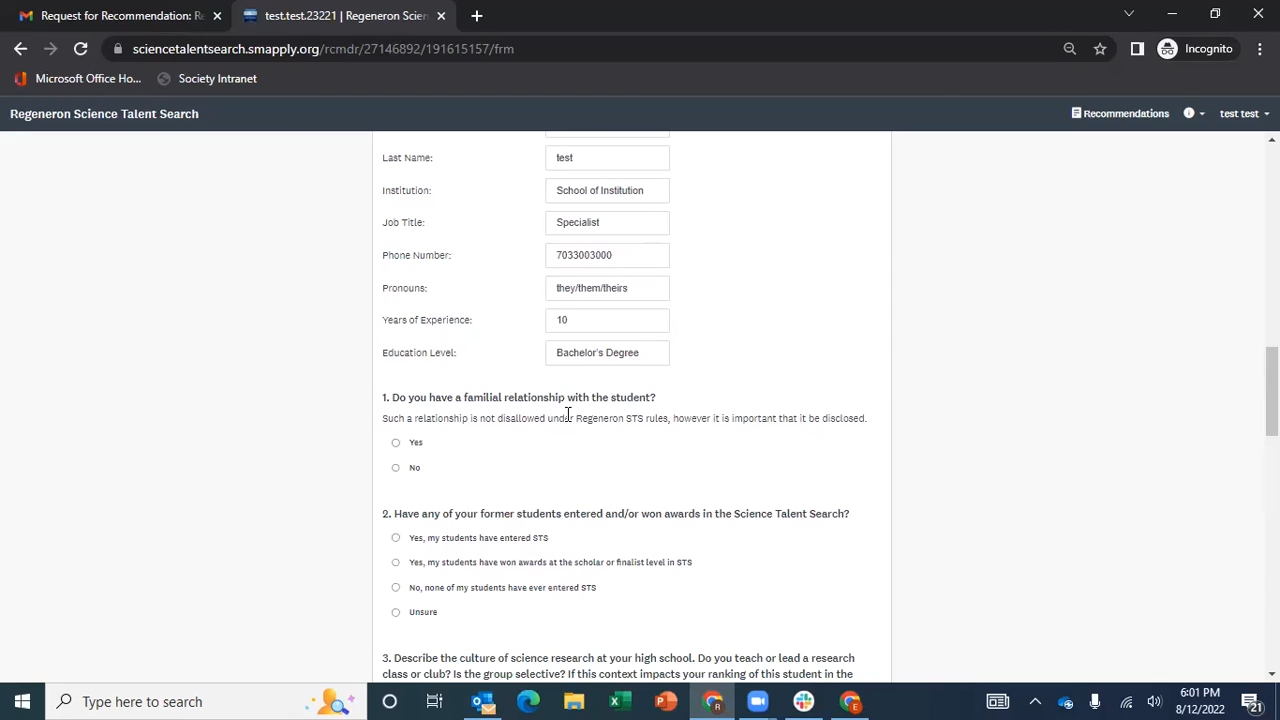 Request for Recommendation: Re
test.test.23221 | Regeneron Scien
sciencetalentsearch.smapply.org/rcmdr/27146892/191615157/frm
Incognito
Microsoft Office Ho...
Society Intranet
Regeneron Science Talent Search
Recommendations
test test
Last Name:
test
Institution:
School of Institution
Job Title:
Specialist
Phone Number:
7033003000
Pronouns:
they/them/theirs
Years of Experience:
10
Education Level:
Bachelor's Degree
1. Do you have a familial relationship with the student?
Such a relationship is not disallowed under Regeneron STS rules, however it is important that it be disclosed.
Yes
No
2. Have any of your former students entered and/or won awards in the Science Talent Search?
Yes, my students have entered STS
Yes, my students have won awards at the scholar or finalist level in STS
No, none of my students have ever entered STS
Unsure
3. Describe the culture of science research at your high school. Do you teach or lead a research
class or club? Is the group selective? If this context impacts your ranking of this student in the
Type here to search
6:01 PM
8/12/2022
21